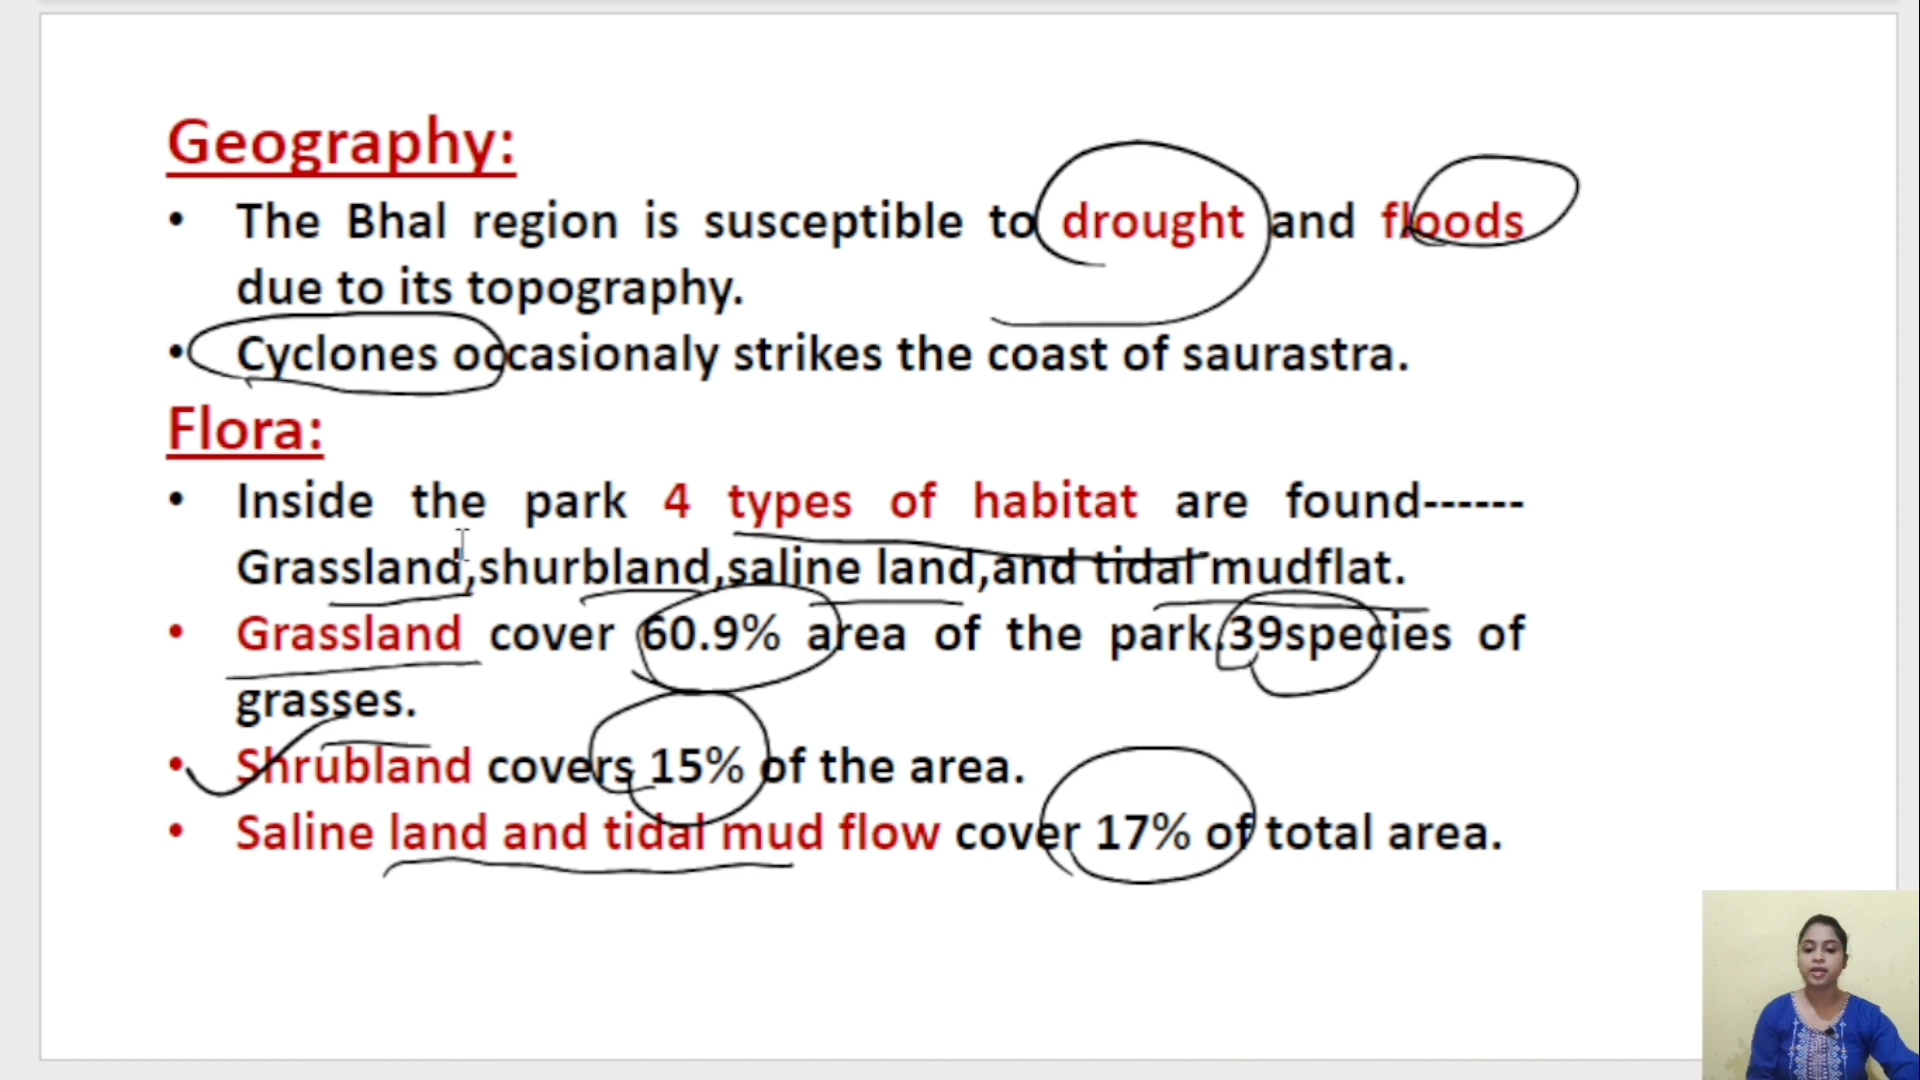 Geography:
• The Bhal region is susceptible to drought and floods
due to its topography.
• Cyclones occasionaly strikes the coast of saurastra.
Flora:
• Inside the park 4 types of habitat are found------
Grassland,shurbland,saline land,and tidal mudflat.
• Grassland cover 60.9% area of the park.39species of
grasses.
• Shrubland covers 15% of the area.
• Saline land and tidal mud flow cover 17% of total area.